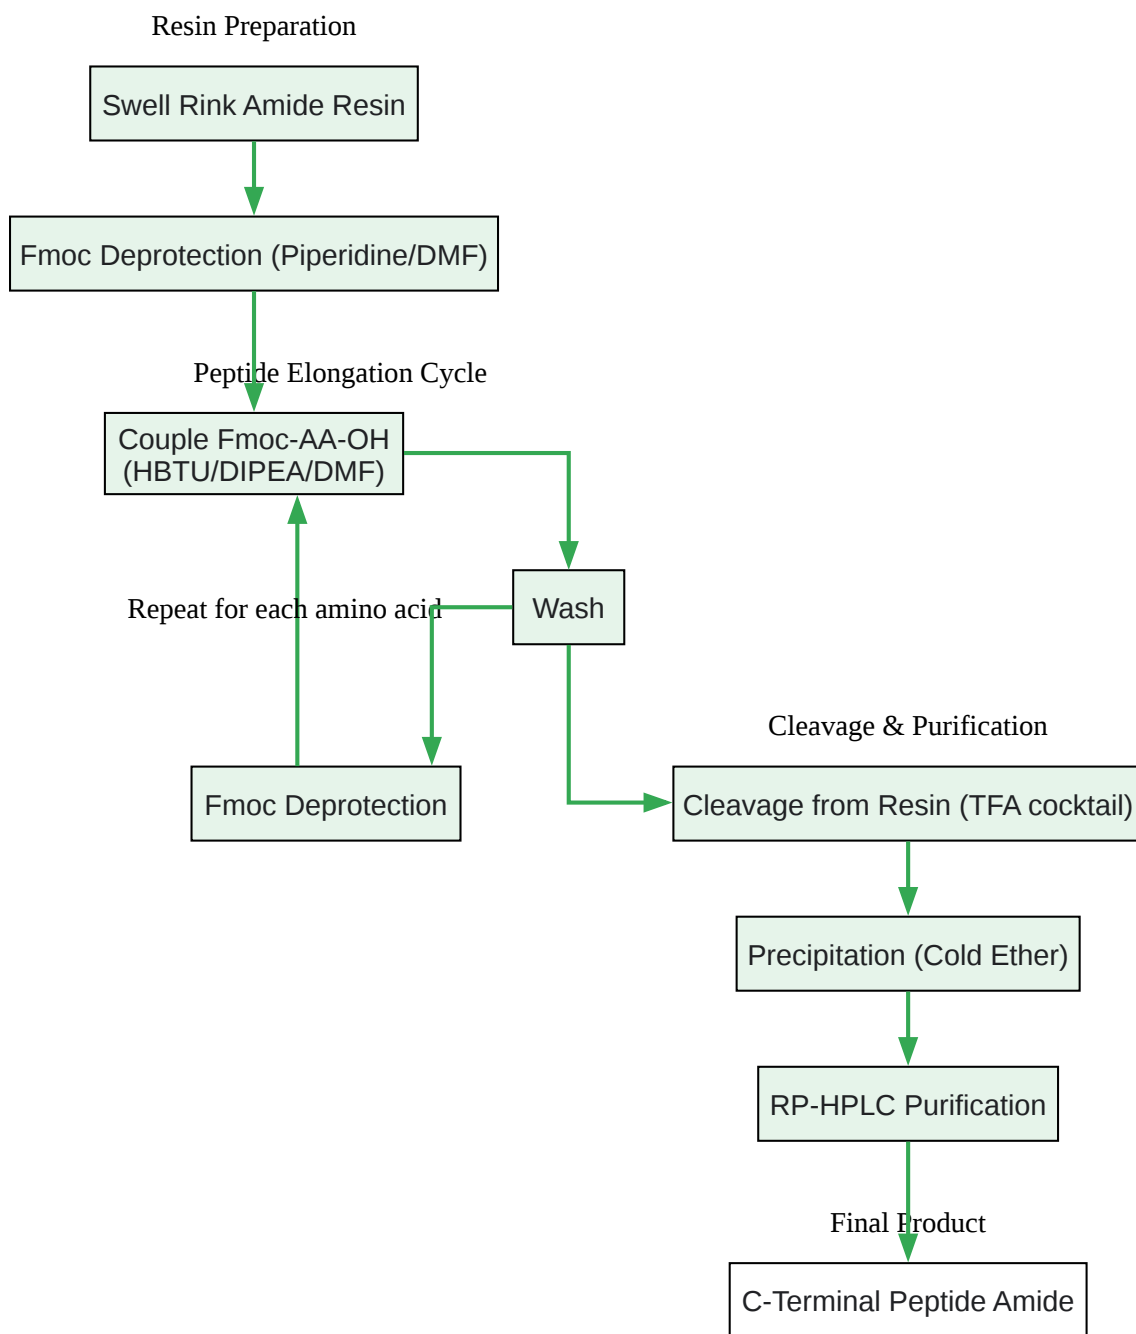 Resin Preparation
Swell Rink Amide Resin
Fmoc Deprotection (Piperidine/DMF)
Peptide Elongation Cycle
Couple Fmoc-AA-OH
(HBTU/DIPEA/DMF)
Repeat for each amino acid
Wash
Fmoc Deprotection
Cleavage & Purification
Cleavage from Resin (TFA cocktail)
Precipitation (Cold Ether)
RP-HPLC Purification
Final Product
C-Terminal Peptide Amide